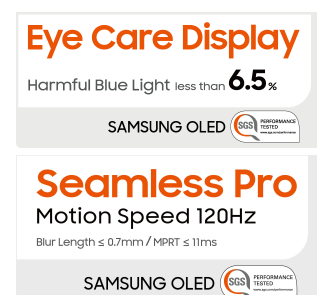 Eye Care Display
Harmful Blue Light less than 6.5%
SAMSUNG OLED
SGS
PERFORMANCE
TESTED
Seamless Pro
Motion Speed 120Hz
Blur Length ≤ 0.7mm / MPRT ≤ 11ms
SAMSUNG OLED
SGS
PERFORMANCE
TESTED